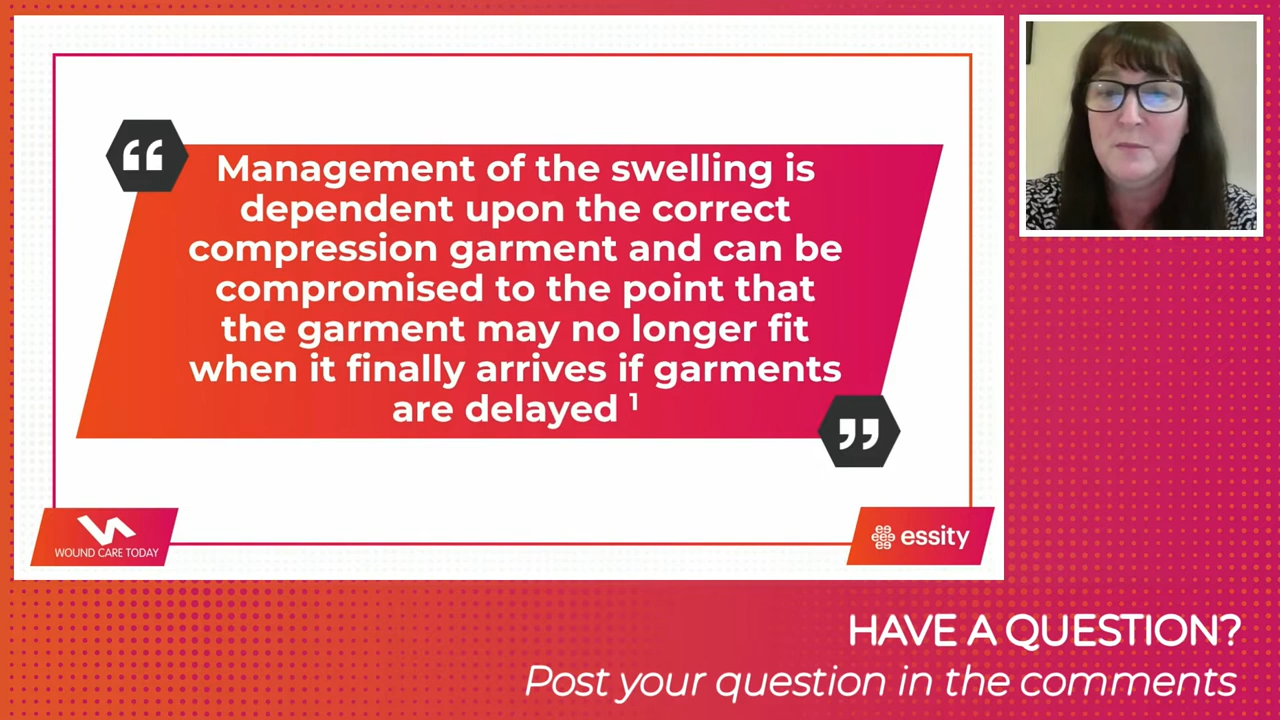 “
Management of the swelling is
dependent upon the correct
compression garment and can be
compromised to the point that
the garment may no longer fit
when it finally arrives if garments
are delayed ¹
”
WOUND CARE TODAY
essity
HAVE A QUESTION?
Post your question in the comments